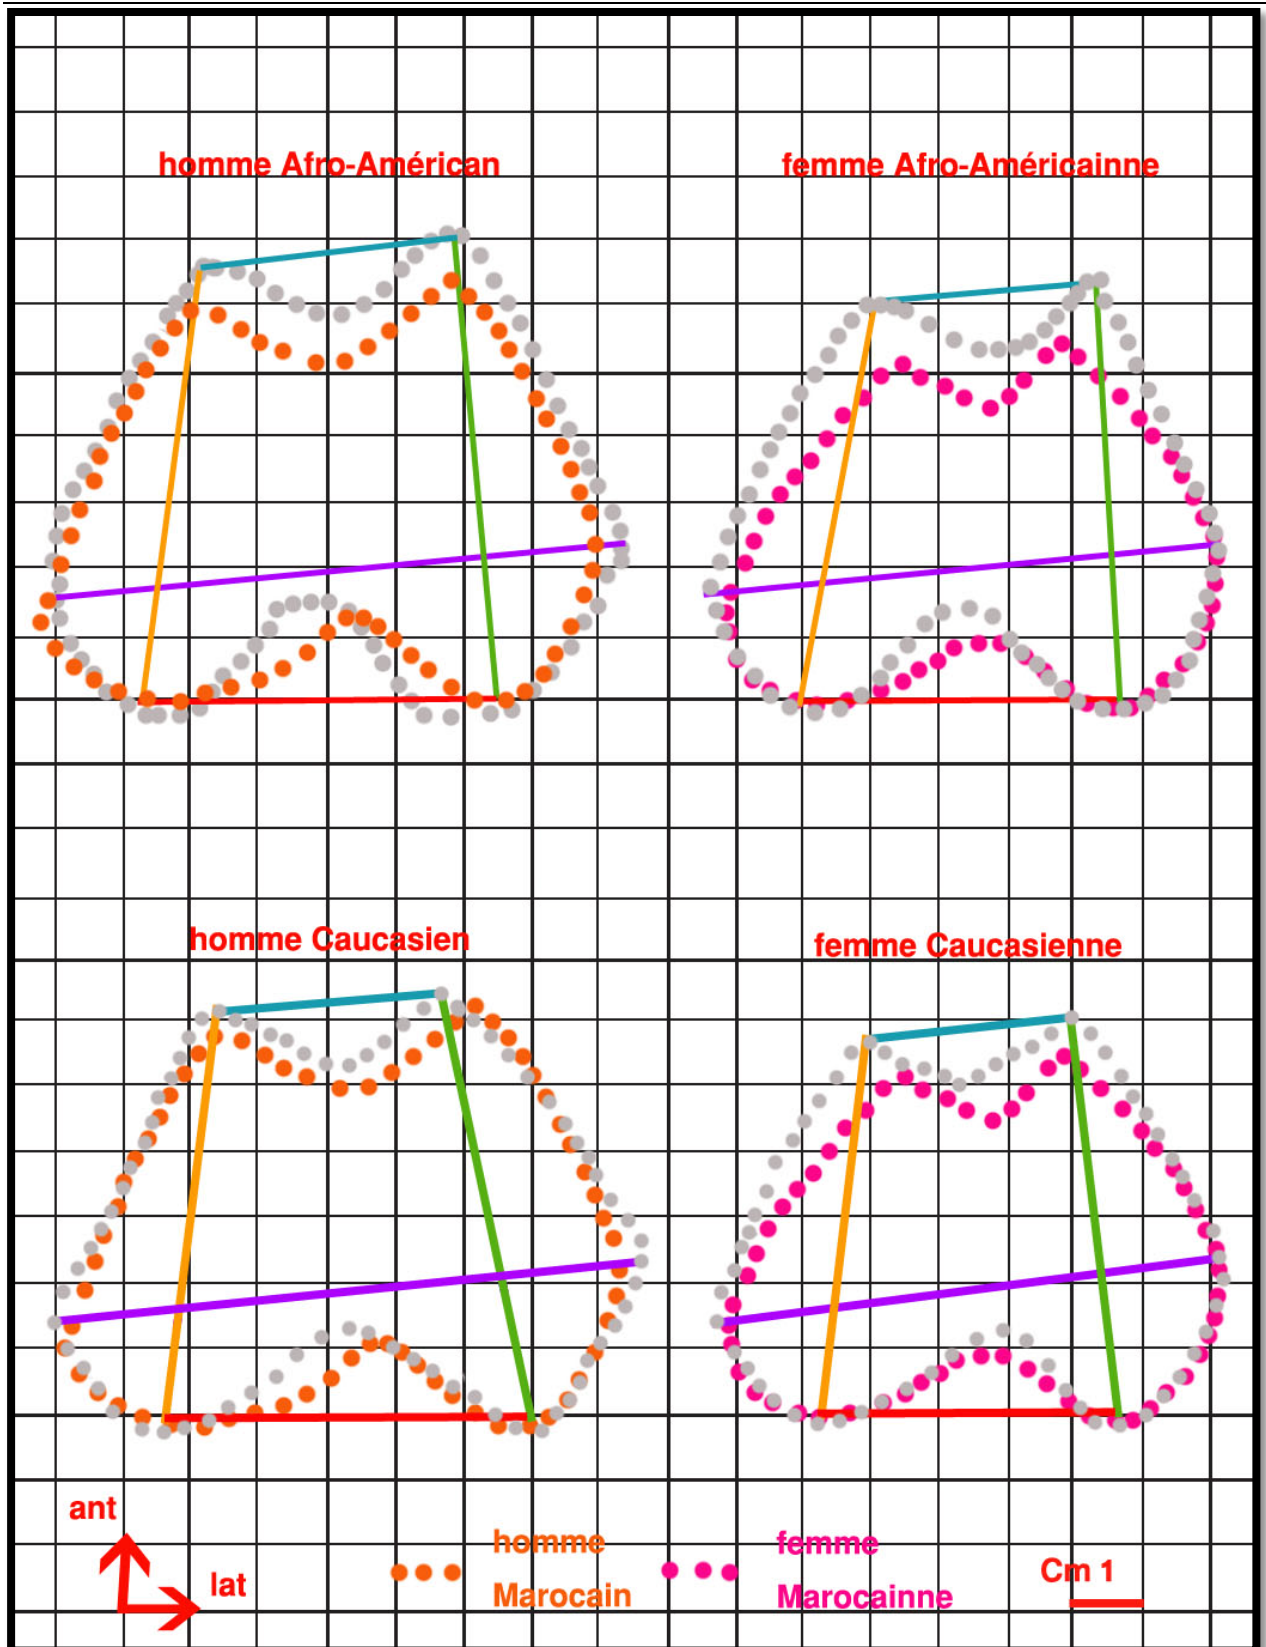 homme Afro-Américan
femme Afro-Américainne
homme Caucasien
femme Caucasienne
ant
lat
homme
Marocain
femme
Marocainne
Cm 1